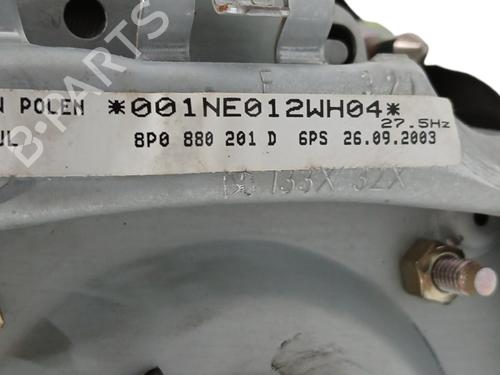 N POLEN *001NE012WH04*
27.5Hz
UL 8P0 880 201 D 6PS 26.09.2003
B-PARTS